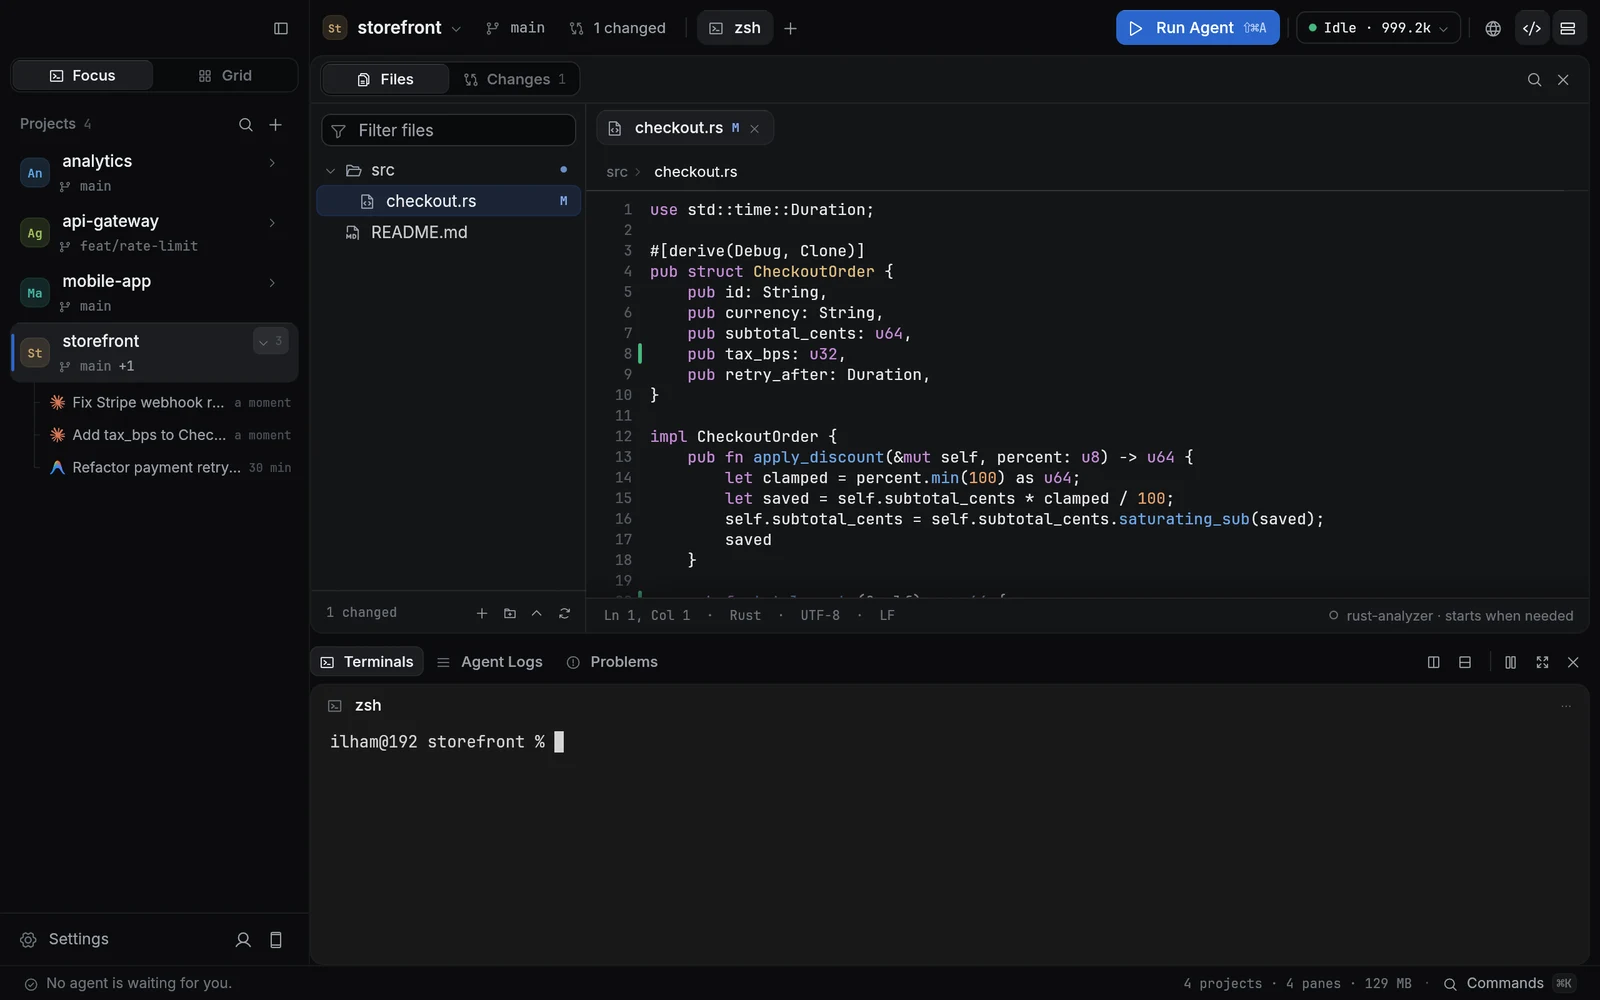 St storefront main 1 changed zsh Run Agent ⇧⌘A Idle · 999.2k
Focus Grid
Projects 4
An analytics
main
Ag api-gateway
feat/rate-limit
Ma mobile-app
main
St storefront 3
main +1
Fix Stripe webhook r... a moment
Add tax_bps to Chec... a moment
Refactor payment retry... 30 min
Settings
Files Changes 1
Filter files
src
checkout.rs M
README.md
1 changed
checkout.rs M
src checkout.rs
1 use std::time::Duration;
2
3 #[derive(Debug, Clone)]
4 pub struct CheckoutOrder {
5 pub id: String,
6 pub currency: String,
7 pub subtotal_cents: u64,
8 pub tax_bps: u32,
9 pub retry_after: Duration,
10 }
11
12 impl CheckoutOrder {
13 pub fn apply_discount(&mut self, percent: u8) -> u64 {
14 let clamped = percent.min(100) as u64;
15 let saved = self.subtotal_cents * clamped / 100;
16 self.subtotal_cents = self.subtotal_cents.saturating_sub(saved);
17 saved
18 }
19
Ln 1, Col 1 · Rust · UTF-8 · LF rust-analyzer · starts when needed
Terminals Agent Logs Problems
zsh
ilham@192 storefront %
No agent is waiting for you. 4 projects · 4 panes · 129 MB · Commands ⌘K